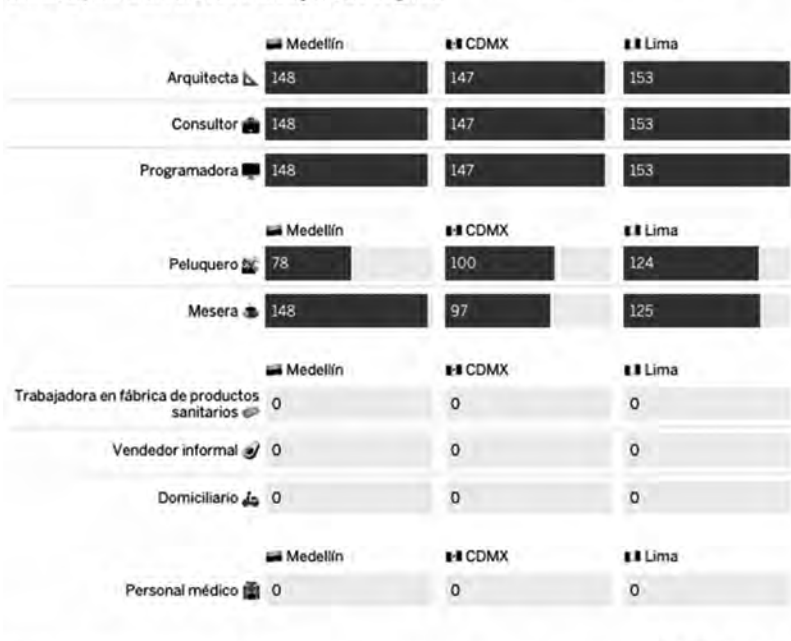 Medellín CDMX Lima
Arquitecta 148 147 153
Consultor 148 147 153
Programadora 148 147 153
Medellín CDMX Lima
Peluquero 78 100 124
Mesera 148 97 125
Medellín CDMX Lima
Trabajadora en fábrica de productos
sanitarios 0 0 0
Vendedor informal 0 0 0
Domiciliario 0 0 0
Medellín CDMX Lima
Personal médico 0 0 0